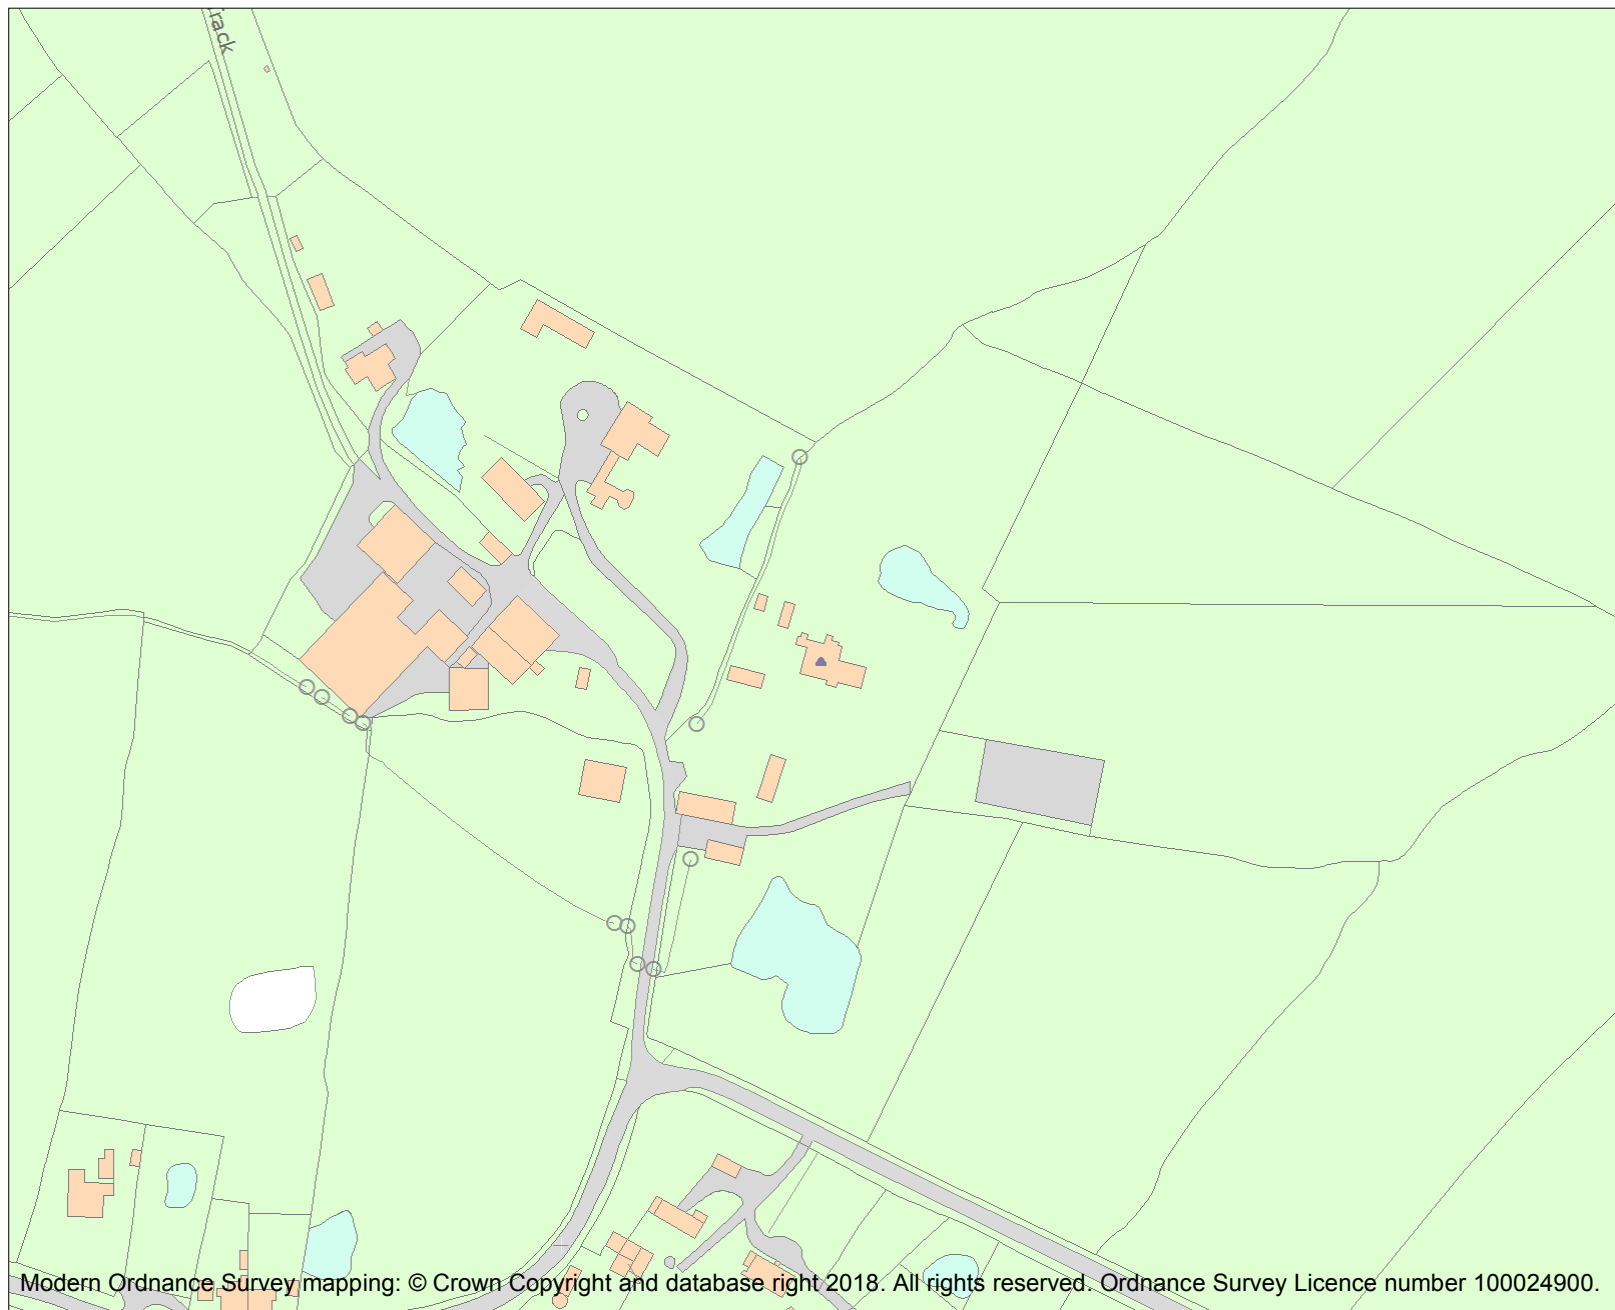 Track
Modern Ordnance Survey mapping: © Crown Copyright and database right 2018. All rights reserved. Ordnance Survey Licence number 100024900.